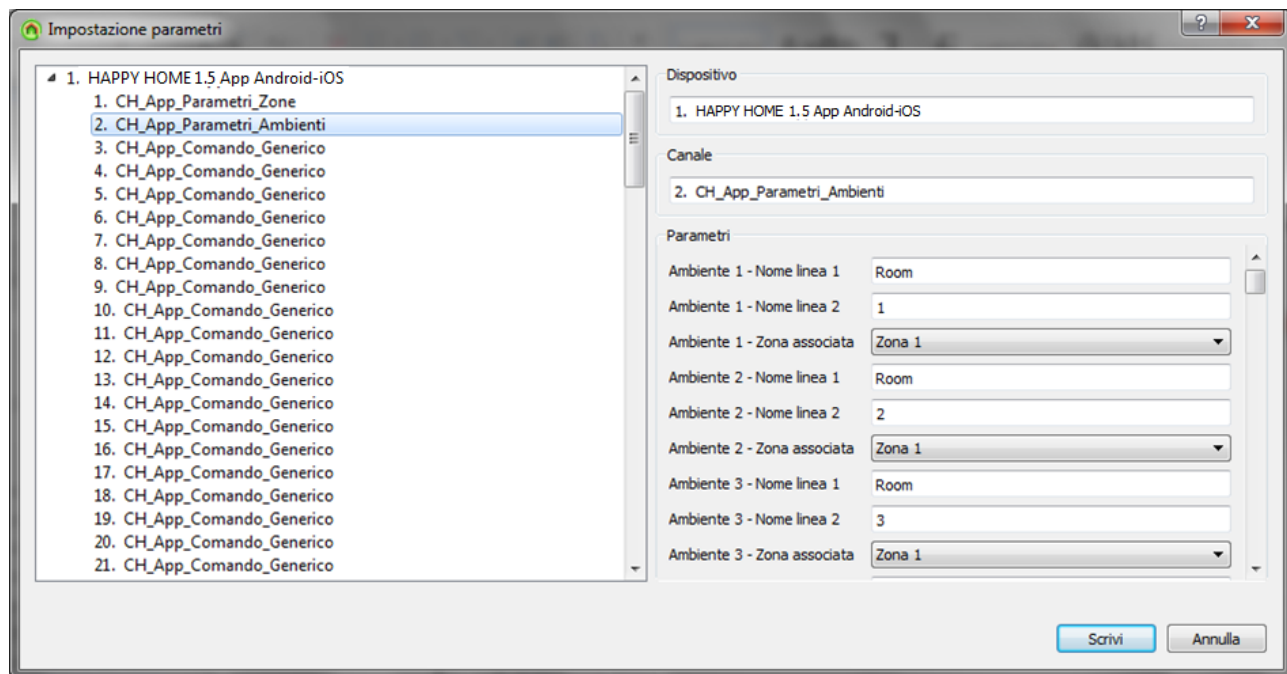 Impostazione parametri
1. HAPPY HOME 1.5 App Android-iOS
1. CH_App_Parametri_Zone
2. CH_App_Parametri_Ambienti
3. CH_App_Comando_Generico
4. CH_App_Comando_Generico
5. CH_App_Comando_Generico
6. CH_App_Comando_Generico
7. CH_App_Comando_Generico
8. CH_App_Comando_Generico
9. CH_App_Comando_Generico
10. CH_App_Comando_Generico
11. CH_App_Comando_Generico
12. CH_App_Comando_Generico
13. CH_App_Comando_Generico
14. CH_App_Comando_Generico
15. CH_App_Comando_Generico
16. CH_App_Comando_Generico
17. CH_App_Comando_Generico
18. CH_App_Comando_Generico
19. CH_App_Comando_Generico
20. CH_App_Comando_Generico
21. CH_App_Comando_Generico
Dispositivo
1. HAPPY HOME 1.5 App Android-iOS
Canale
2. CH_App_Parametri_Ambienti
Parametri
Ambiente 1 - Nome linea 1 Room
Ambiente 1 - Nome linea 2 1
Ambiente 1 - Zona associata Zona 1
Ambiente 2 - Nome linea 1 Room
Ambiente 2 - Nome linea 2 2
Ambiente 2 - Zona associata Zona 1
Ambiente 3 - Nome linea 1 Room
Ambiente 3 - Nome linea 2 3
Ambiente 3 - Zona associata Zona 1
Scrivi Annulla